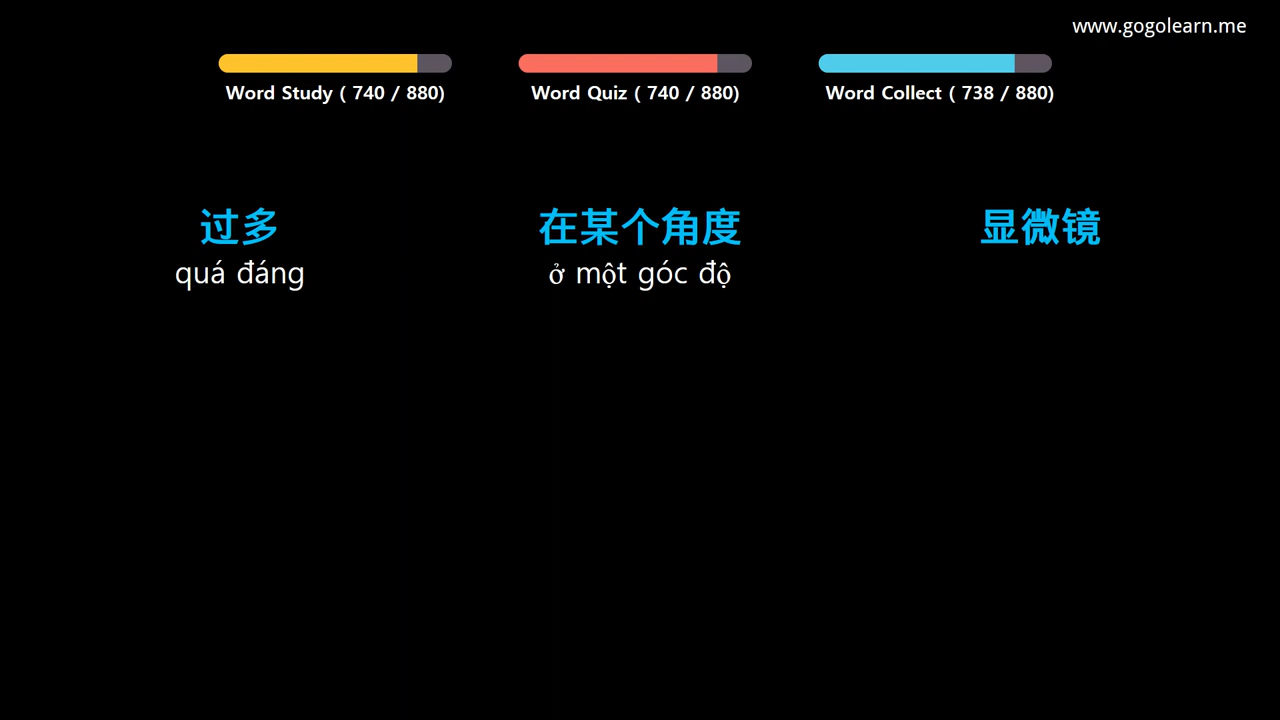 www.gogolearn.me
Word Study ( 740 / 880)
Word Quiz ( 740 / 880)
Word Collect ( 738 / 880)
过多
quá đáng
在某个角度
ở một góc độ
显微镜